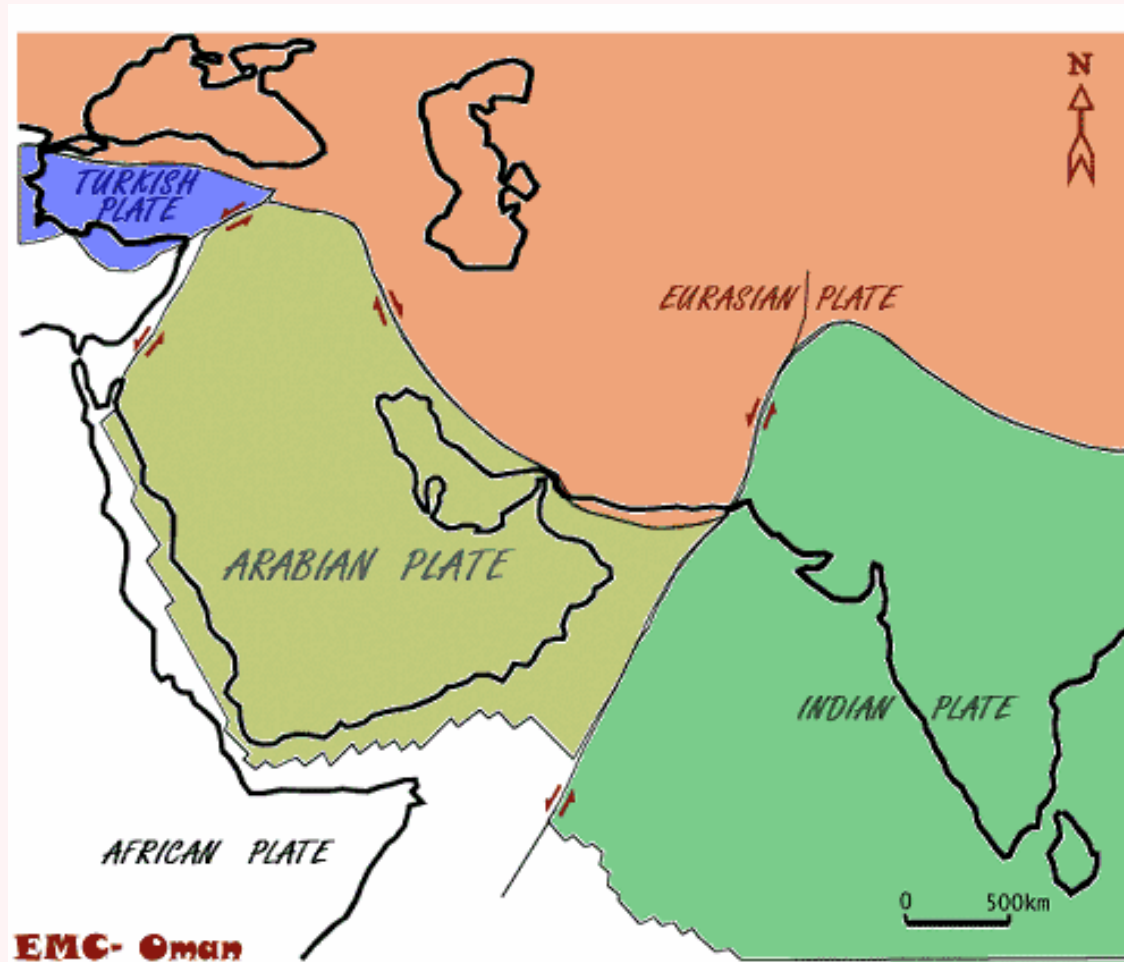 N
TURKISH
PLATE
EURASIAN PLATE
ARABIAN PLATE
INDIAN PLATE
AFRICAN PLATE
0 500km
EMC- Oman